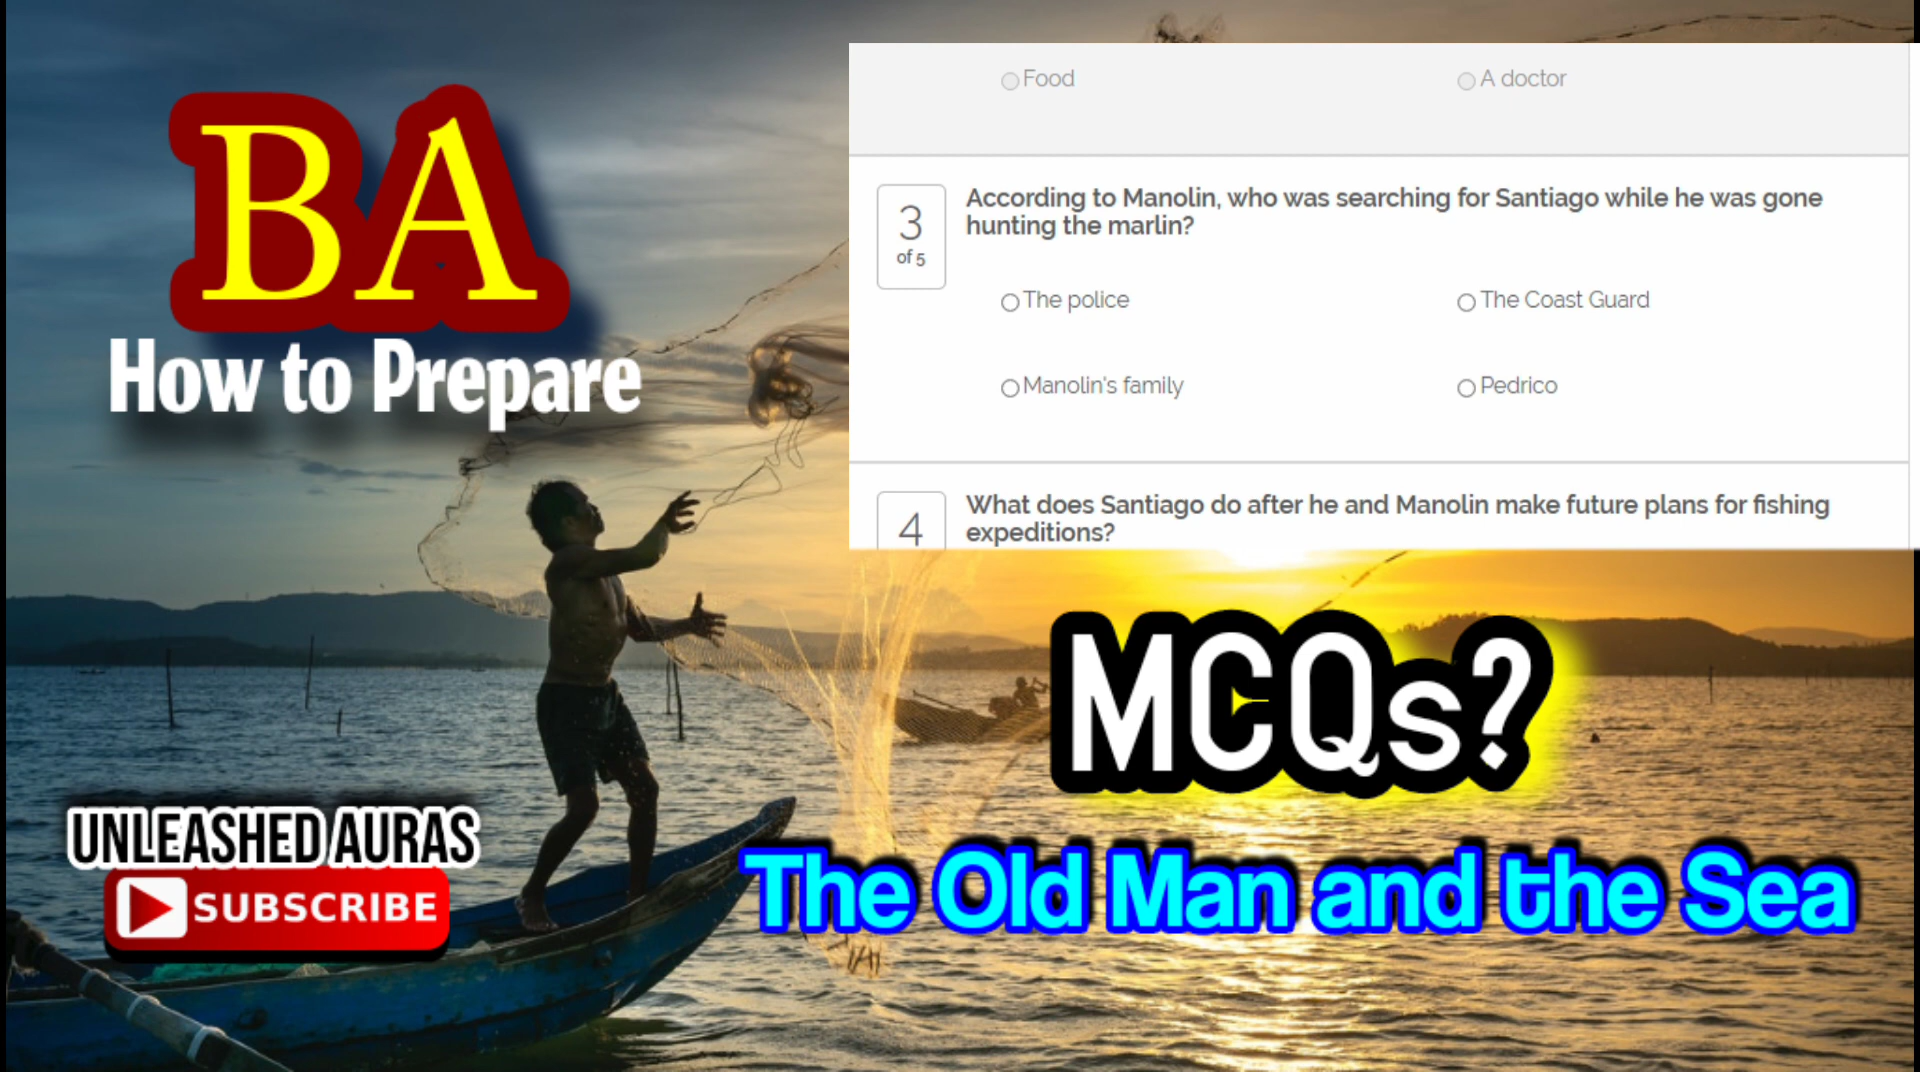 BA
How to Prepare
Food
A doctor
3
of 5
According to Manolin, who was searching for Santiago while he was gone
hunting the marlin?
The police
The Coast Guard
Manolin's family
Pedrico
4
What does Santiago do after he and Manolin make future plans for fishing
expeditions?
MCQs?
The Old Man and the Sea
UNLEASHED AURAS
SUBSCRIBE